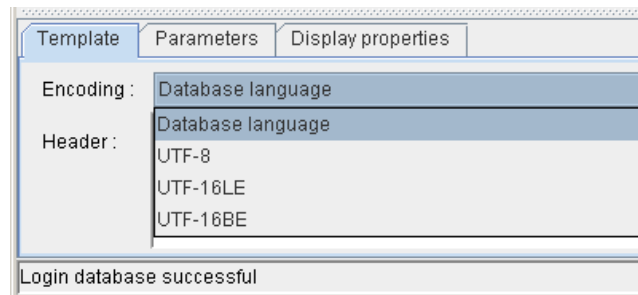 Template Parameters Display properties
Encoding : Database language
Database language
Header :
UTF-8
UTF-16LE
UTF-16BE
Login database successful